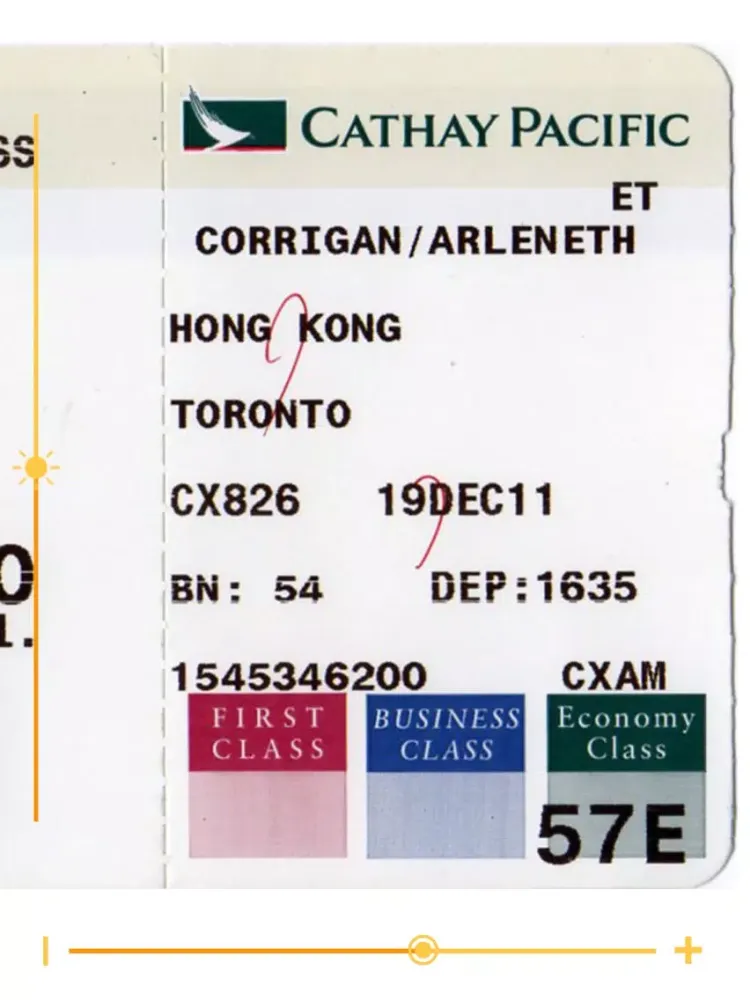 SS
CATHAY PACIFIC
ET
CORRIGAN/ARLENETH
HONG KONG
TORONTO
CX826 19DEC11
BN: 54 DEP:1635
1545346200 CXAM
FIRST CLASS
BUSINESS CLASS
Economy Class
57E